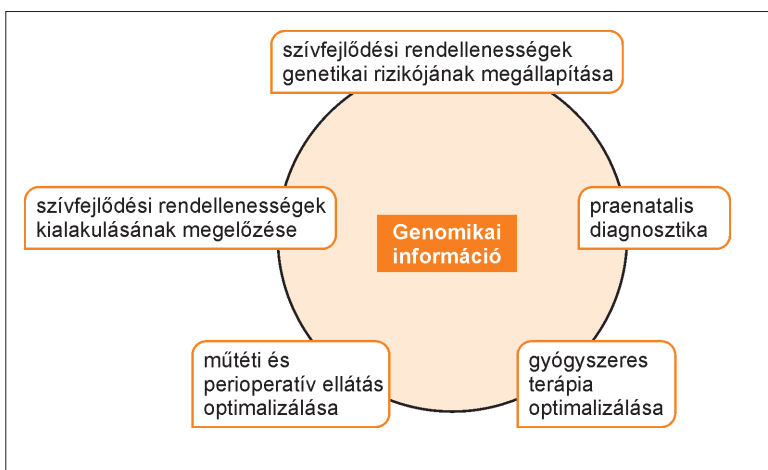 szívfejlődési rendellenességek
genetikai rizikójának megállapítása
szívfejlődési rendellenességek
kialakulásának megelőzése
Genomikai
információ
praenatalis
diagnosztika
műtéti és
perioperatív ellátás
optimalizálása
gyógyszeres
terápia
optimalizálása